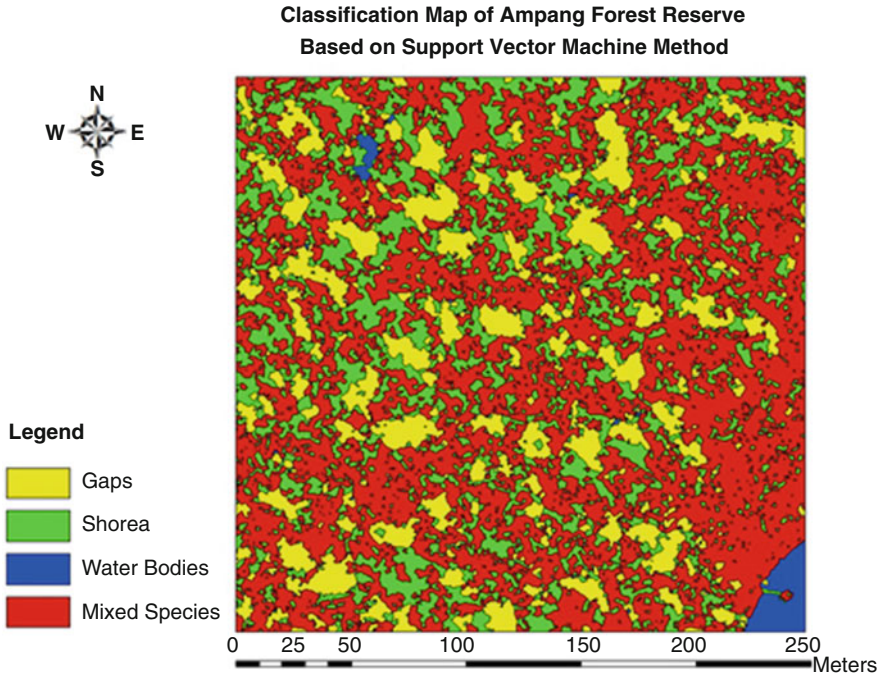 Classification Map of Ampang Forest Reserve
Based on Support Vector Machine Method
N
W E
S
Legend
Gaps
Shorea
Water Bodies
Mixed Species
0 25 50 100 150 200 250
Meters